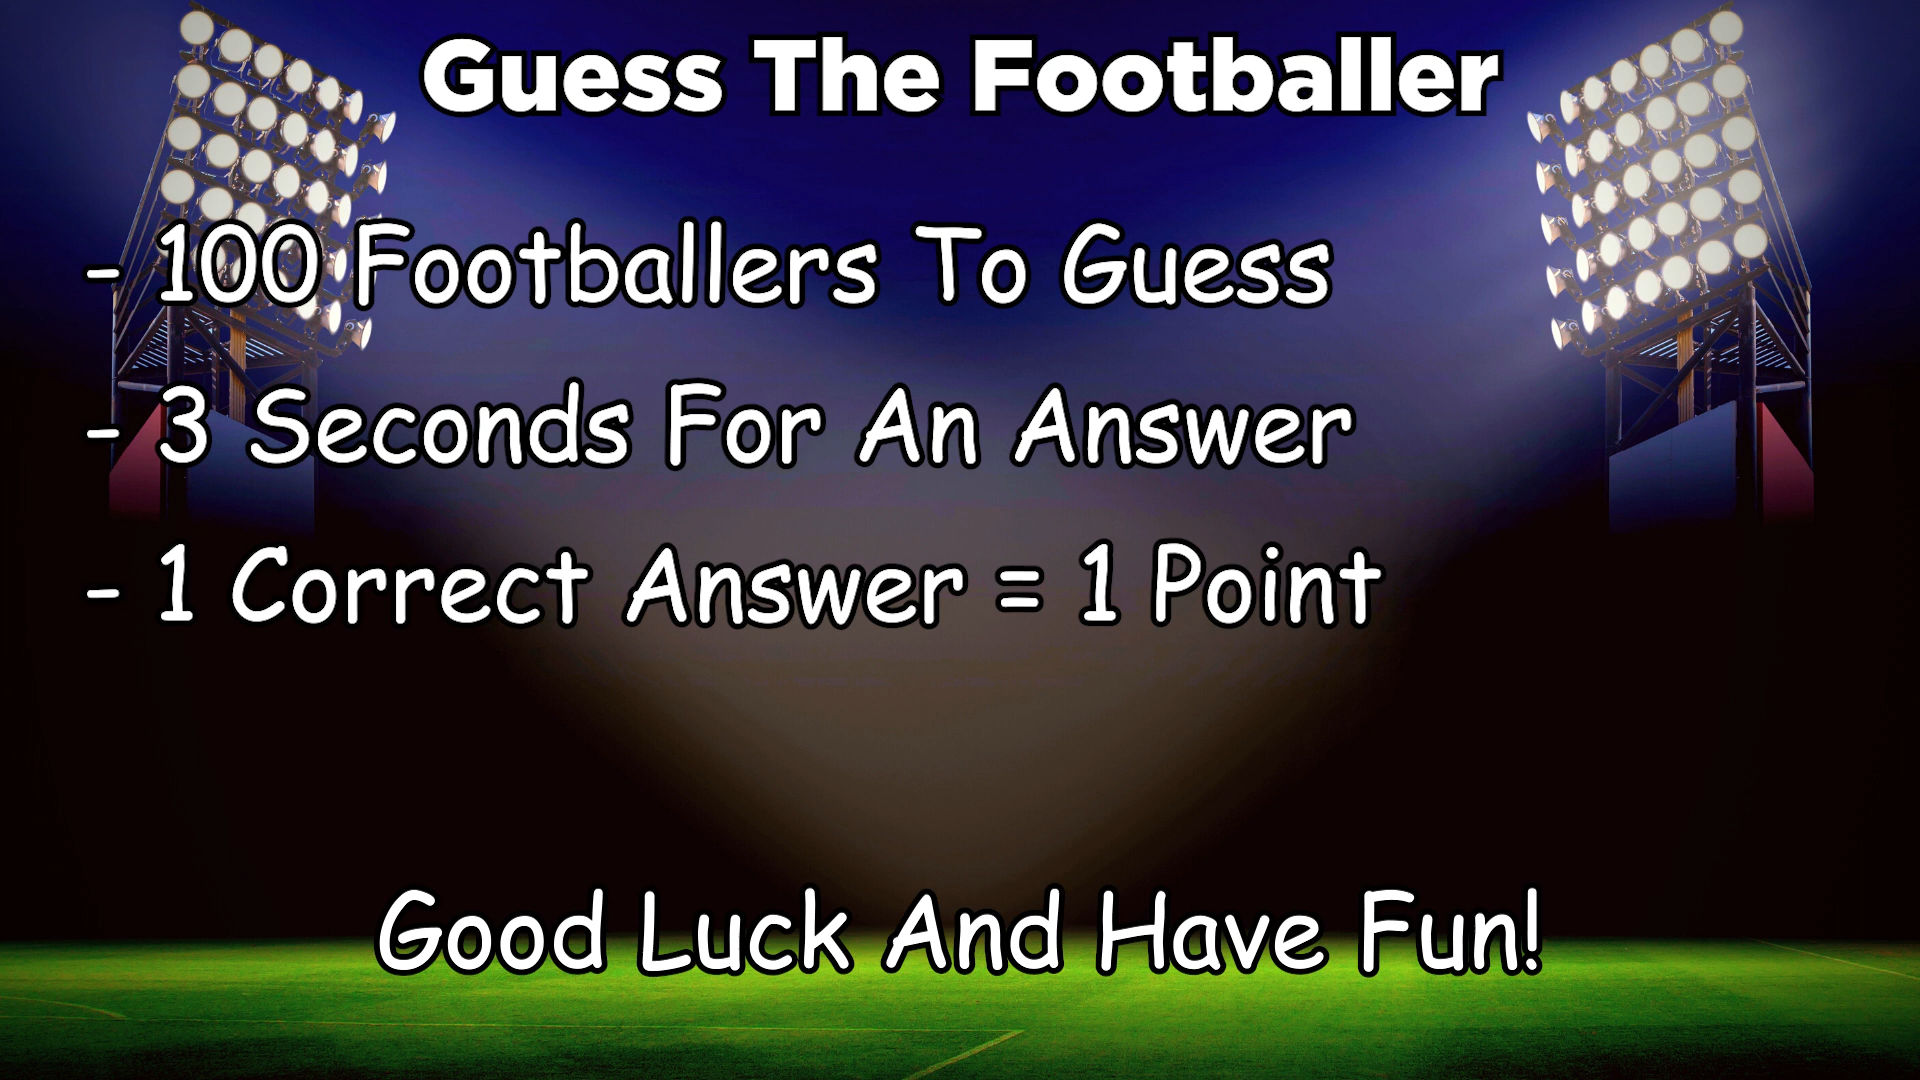 Guess The Footballer
- 100 Footballers To Guess
- 3 Seconds For An Answer
- 1 Correct Answer = 1 Point
Good Luck And Have Fun!